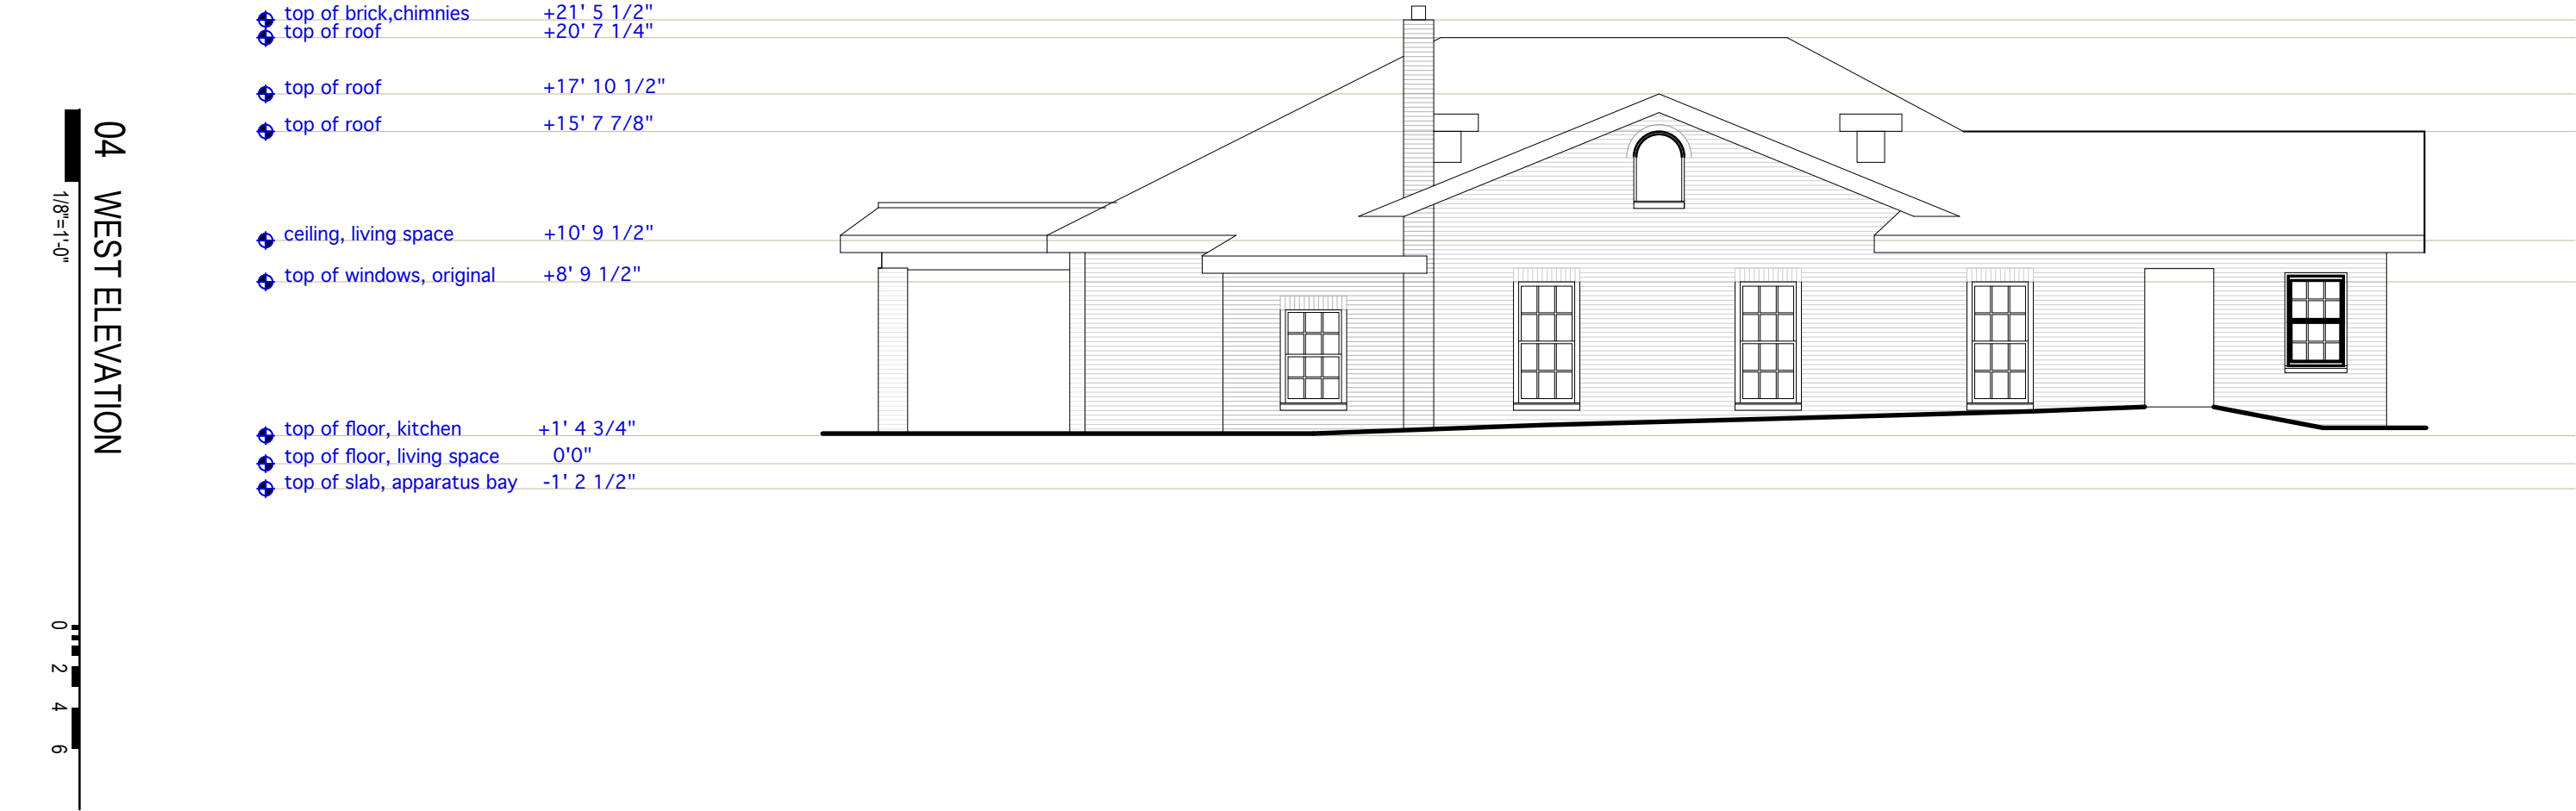 top of brick,chimnies +21' 5 1/2"
top of roof +20' 7 1/4"
top of roof +17' 10 1/2"
top of roof +15' 7 7/8"
ceiling, living space +10' 9 1/2"
top of windows, original +8' 9 1/2"
top of floor, kitchen +1' 4 3/4"
top of floor, living space 0'0"
top of slab, apparatus bay -1' 2 1/2"
04 WEST ELEVATION
1/8"=1'-0"
0 2 4 6